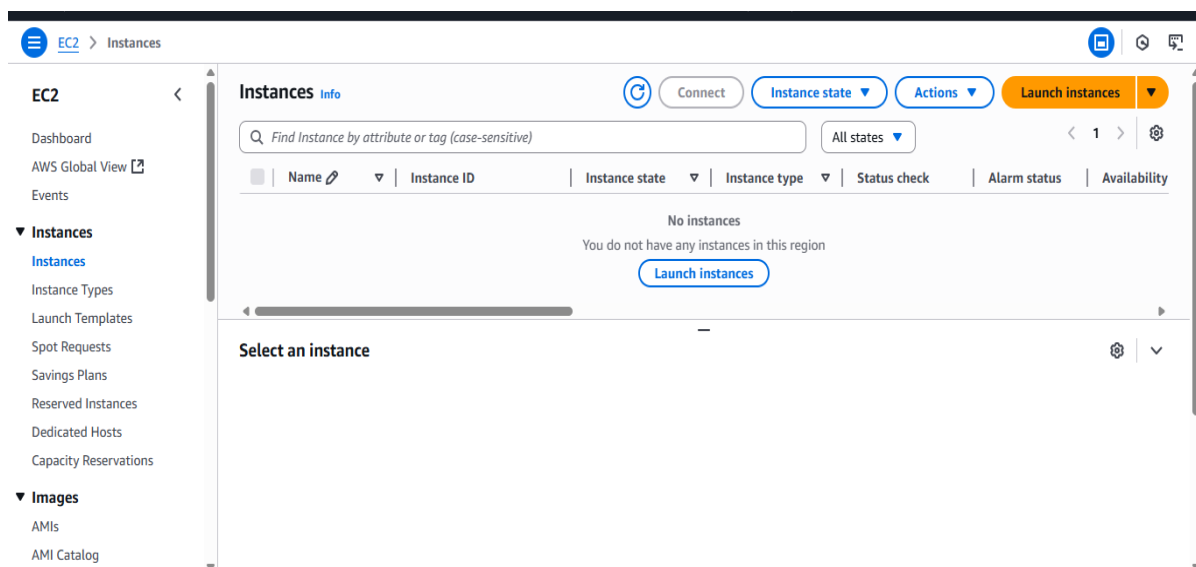 EC2 > Instances
EC2
Dashboard
AWS Global View
Events
Instances
Instances
Instance Types
Launch Templates
Spot Requests
Savings Plans
Reserved Instances
Dedicated Hosts
Capacity Reservations
Images
AMIs
AMI Catalog
Instances Info
Connect
Instance state
Actions
Launch instances
Find Instance by attribute or tag (case-sensitive)
All states
1
Name | Instance ID | Instance state | Instance type | Status check | Alarm status | Availability
No instances
You do not have any instances in this region
Launch instances
Select an instance